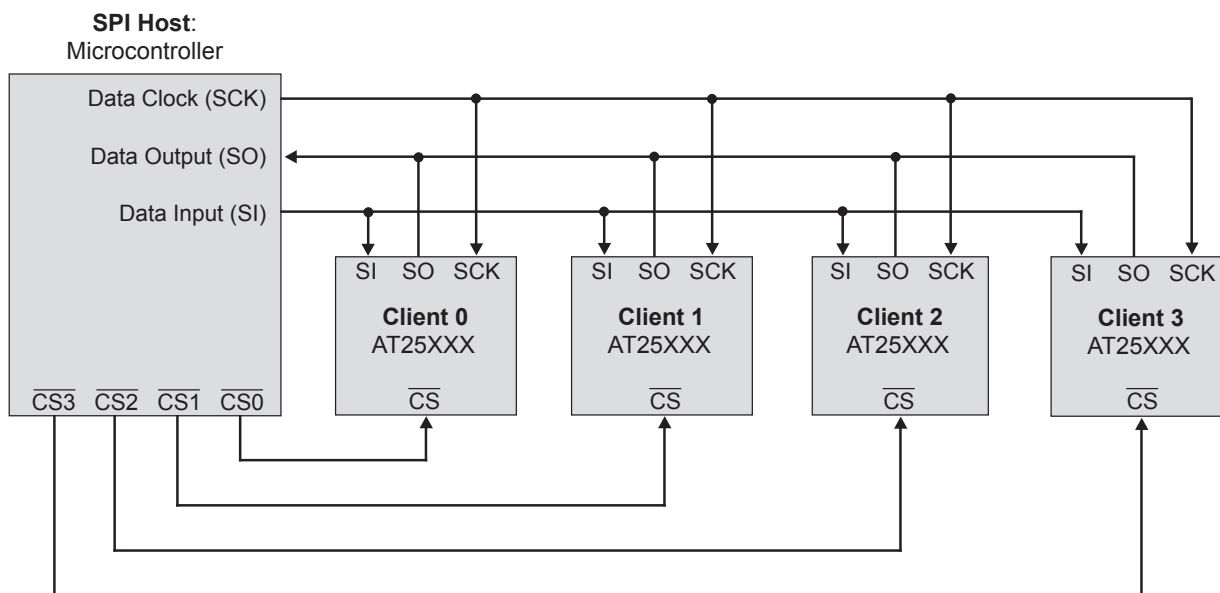 SPI Host:
Microcontroller
Data Clock (SCK)
Data Output (SO)
Data Input (SI)
CS3 CS2 CS1 CS0
SI SO SCK
Client 0
AT25XXX
CS
SI SO SCK
Client 1
AT25XXX
CS
SI SO SCK
Client 2
AT25XXX
CS
SI SO SCK
Client 3
AT25XXX
CS